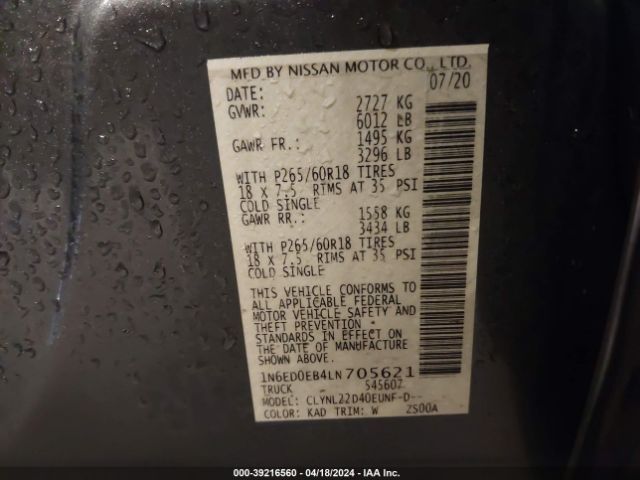 MFD BY NISSAN MOTOR CO., LTD.
DATE: 07/20
GVWR: 2727 KG
6012 LB
GAWR FR.: 1495 KG
3296 LB
WITH P265/60R18 TIRES
18 X 7.5 RIMS AT 35 PSI
COLD SINGLE
GAWR RR.: 1558 KG
3434 LB
WITH P265/60R18 TIRES
18 X 7.5 RIMS AT 35 PSI
COLD SINGLE
THIS VEHICLE CONFORMS TO
ALL APPLICABLE FEDERAL
MOTOR VEHICLE SAFETY AND
THEFT PREVENTION
STANDARDS IN EFFECT ON
THE DATE OF MANUFACTURE
SHOWN ABOVE.
1N6ED0EB4LN705621
TRUCK 545607
MODEL: CLYNL22D40EUNF-D--
COLOR: KAD TRIM: W ZS00A
000-39216560 - 04/18/2024 - IAA Inc.